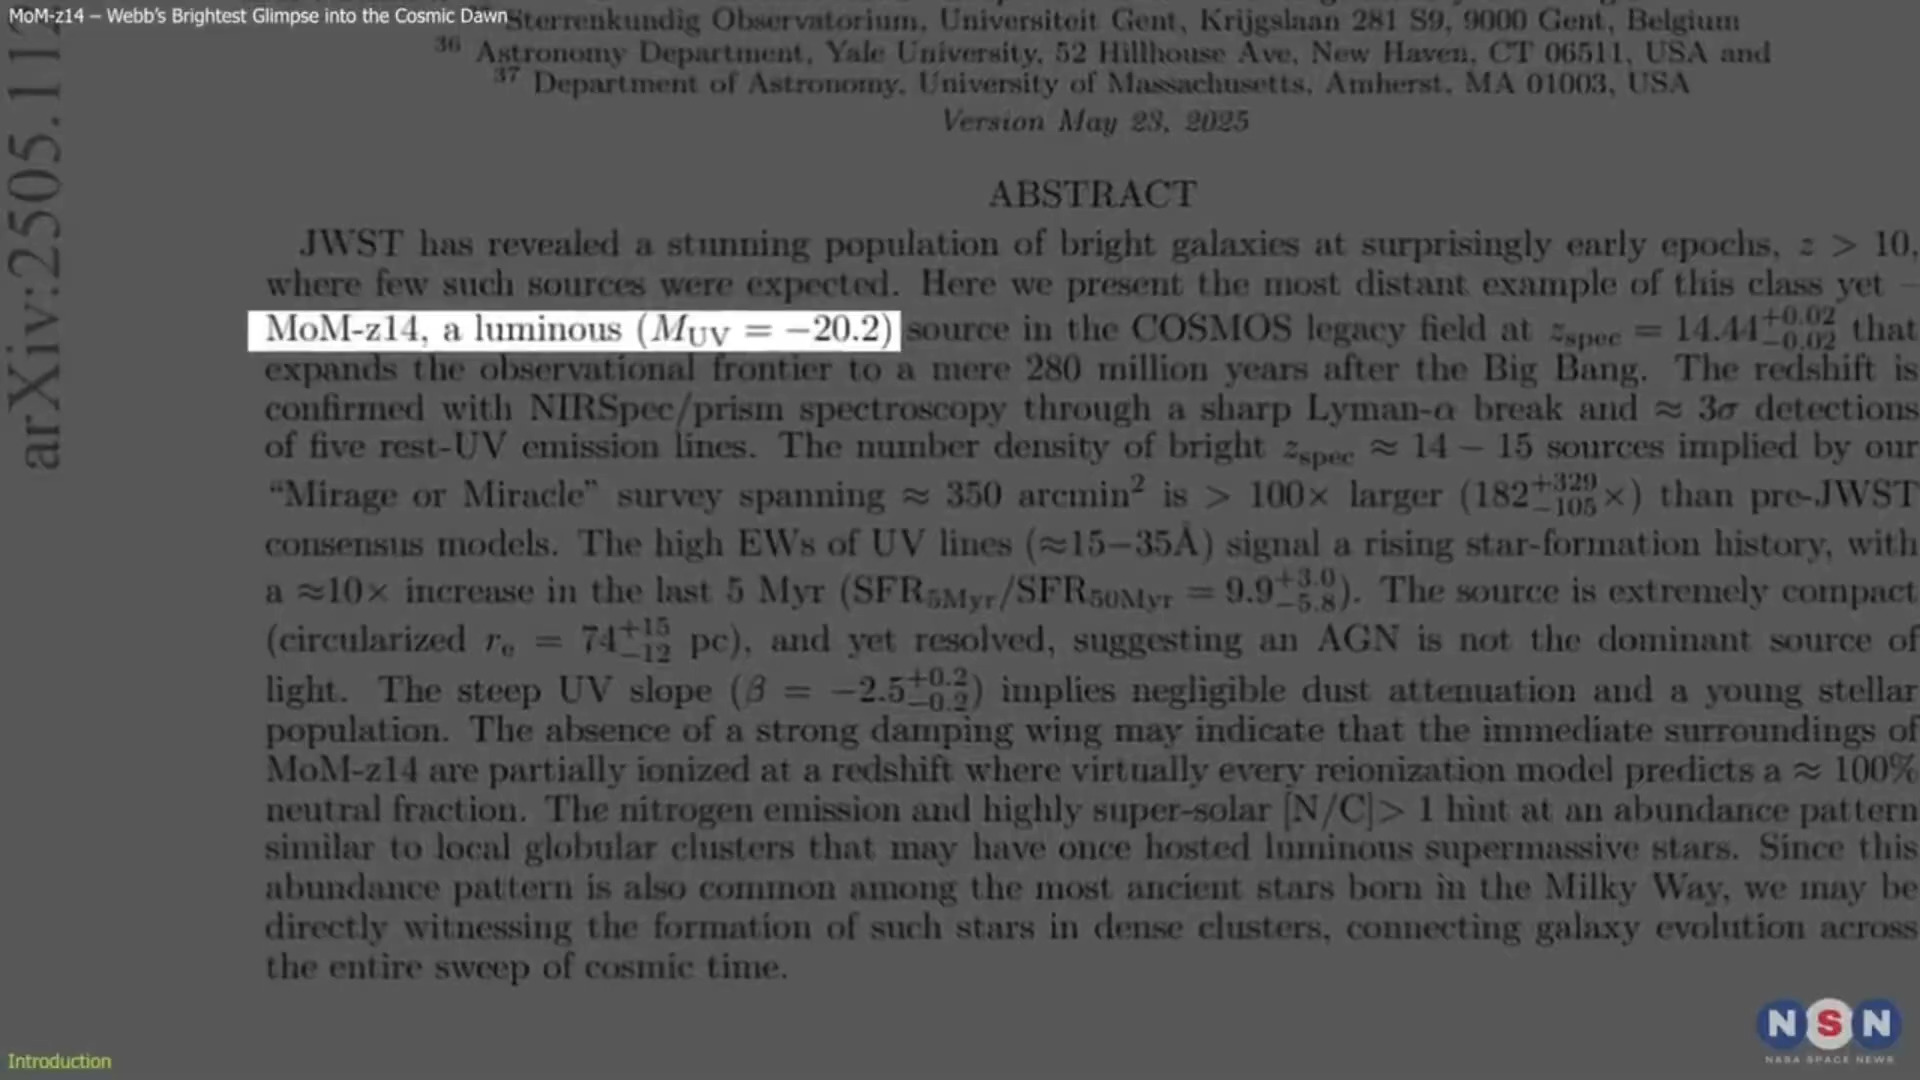 MoM-z14 – Webb's Brightest Glimpse into the Cosmic Dawn
Sterrenkundig Observatorium, Universiteit Gent, Krijgslaan 281 S9, 9000 Gent, Belgium
36 Astronomy Department, Yale University, 52 Hillhouse Ave, New Haven, CT 06511, USA and
37 Department of Astronomy, University of Massachusetts, Amherst, MA 01003, USA
Version May 23, 2025
arXiv:2505.11
ABSTRACT
JWST has revealed a stunning population of bright galaxies at surprisingly early epochs, z > 10,
where few such sources were expected. Here we present the most distant example of this class yet –
MoM-z14, a luminous (M_UV = −20.2) source in the COSMOS legacy field at z_spec = 14.44^{+0.02}_{−0.02} that
expands the observational frontier to a mere 280 million years after the Big Bang. The redshift is
confirmed with NIRSpec/prism spectroscopy through a sharp Lyman-α break and ≈ 3σ detections
of five rest-UV emission lines. The number density of bright z_spec ≈ 14 − 15 sources implied by our
“Mirage or Miracle” survey spanning ≈ 350 arcmin² is > 100× larger (182^{+329}_{−105}×) than pre-JWST
consensus models. The high EWs of UV lines (≈15−35Å) signal a rising star-formation history, with
a ≈10× increase in the last 5 Myr (SFR_5Myr/SFR_50Myr = 9.9^{+3.0}_{−5.8}). The source is extremely compact
(circularized r_e = 74^{+15}_{−12} pc), and yet resolved, suggesting an AGN is not the dominant source of
light. The steep UV slope (β = −2.5^{+0.2}_{−0.2}) implies negligible dust attenuation and a young stellar
population. The absence of a strong damping wing may indicate that the immediate surroundings of
MoM-z14 are partially ionized at a redshift where virtually every reionization model predicts a ≈ 100%
neutral fraction. The nitrogen emission and highly super-solar [N/C]> 1 hint at an abundance pattern
similar to local globular clusters that may have once hosted luminous supermassive stars. Since this
abundance pattern is also common among the most ancient stars born in the Milky Way, we may be
directly witnessing the formation of such stars in dense clusters, connecting galaxy evolution across
the entire sweep of cosmic time.
NSN
NASA SPACE NEWS
Introduction